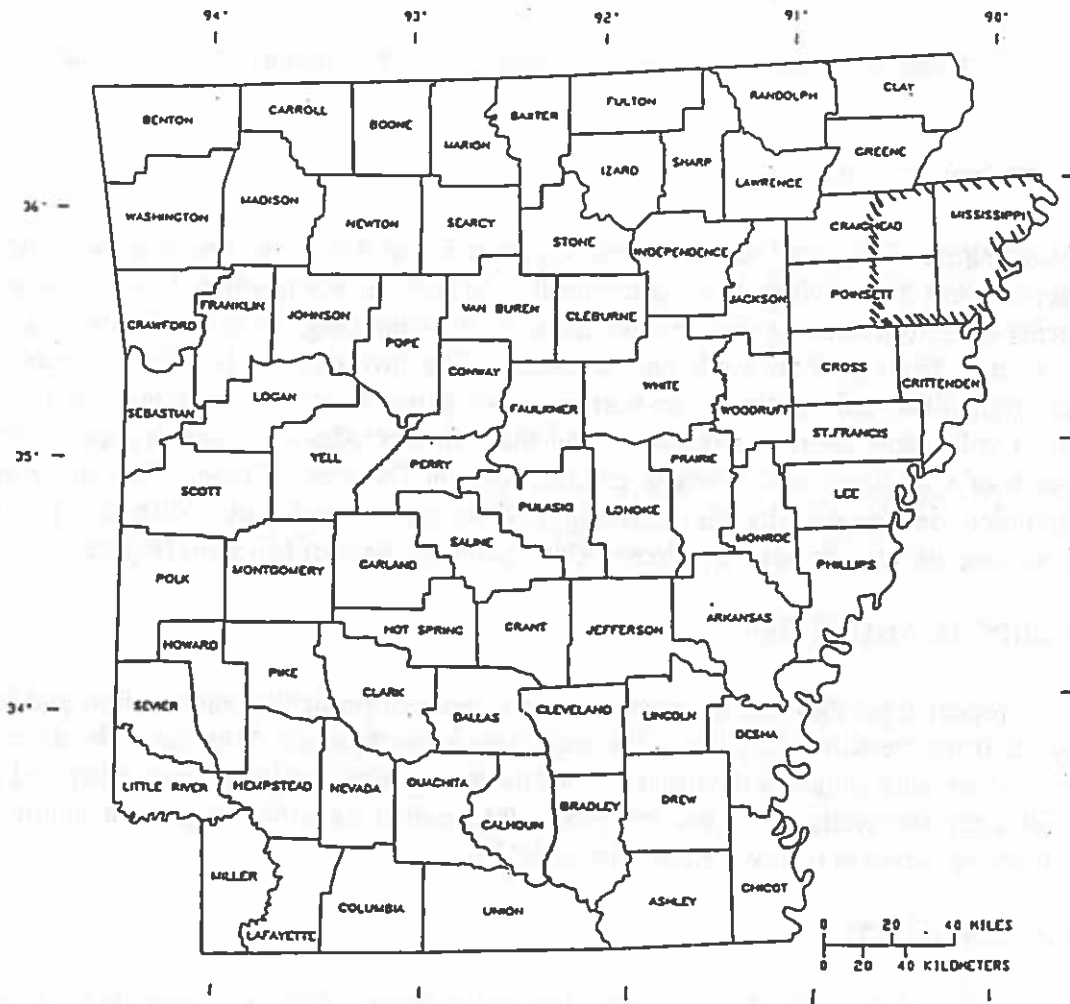 94° 93° 92° 91° 90°
BENTON CARROLL BOONE MARION BAXTER FULTON RANDOLPH CLAY
IZARD SHARP LAWRENCE GREENE
36° WASHINGTON MADISON NEWTON SEARCY STONE INDEPENDENCE CRAIGHEAD MISSISSIPPI
CRAWFORD FRANKLIN JOHNSON POPE VAN BUREN CLEBURNE JACKSON POINSETT
SEBASTIAN LOGAN CONWAY FAULKNER WHITE WOODRUFF CROSS CRITTENDEN
ST.FRANCIS
35° SCOTT YELL PERRY PULASKI LONOKE PRAIRIE MONROE LEE
POLK MONTGOMERY GARLAND SALINE PHILLIPS
HOWARD PIKE HOT SPRING GRANT JEFFERSON ARKANSAS
34° SEVIER CLARK DALLAS CLEVELAND LINCOLN DESHA
LITTLE RIVER HEMPSTEAD NEVADA OUACHITA CALHOUN BRADLEY DREW
MILLER LAFAYETTE COLUMBIA UNION ASHLEY CHICOT
0 20 40 MILES
0 20 40 KILOMETERS